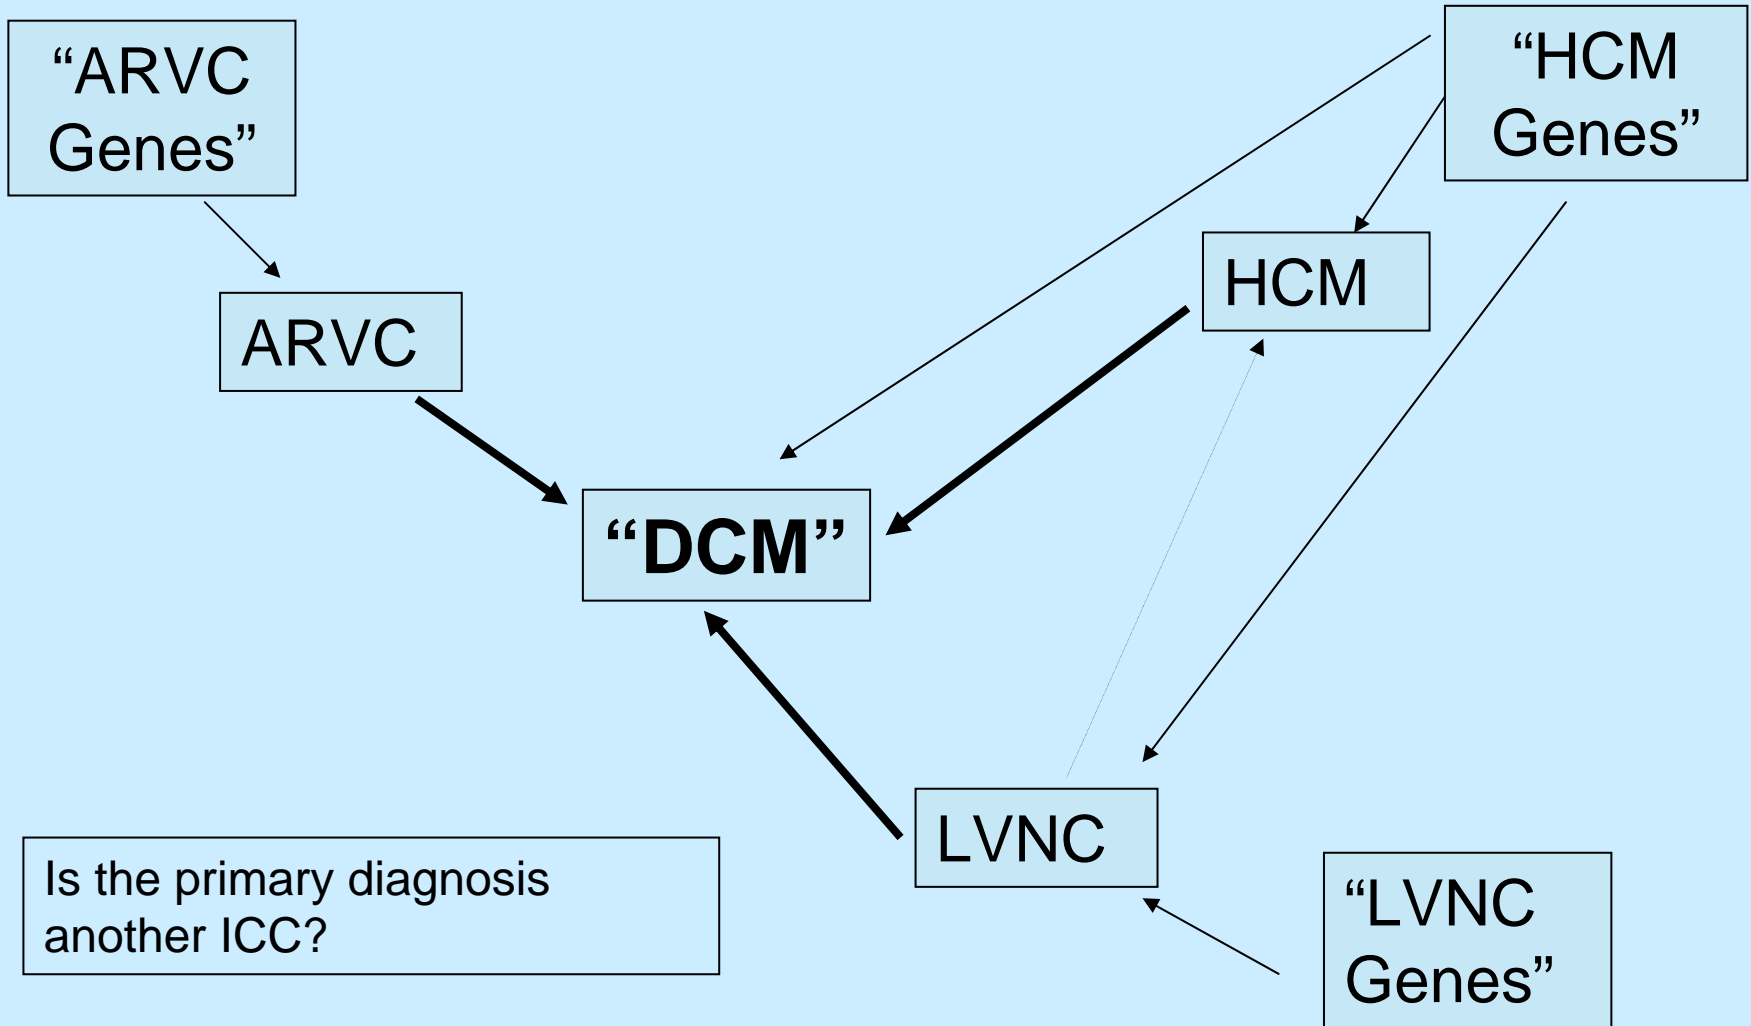 “ARVC
Genes”
“HCM
Genes”
HCM
ARVC
“DCM”
LVNC
Is the primary diagnosis
another ICC?
“LVNC
Genes”